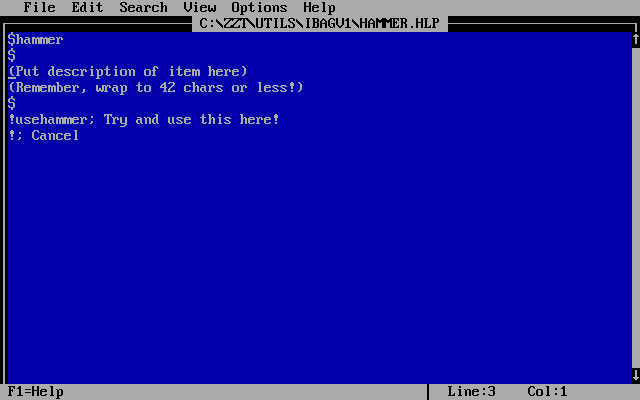 File Edit Search View Options Help
C:\ZZT\UTILS\IBAGV1\HAMMER.HLP
$hammer
$
(Put description of item here)
(Remember, wrap to 42 chars or less!)
$
!usehammer; Try and use this here!
!; Cancel
F1=Help Line:3 Col:1